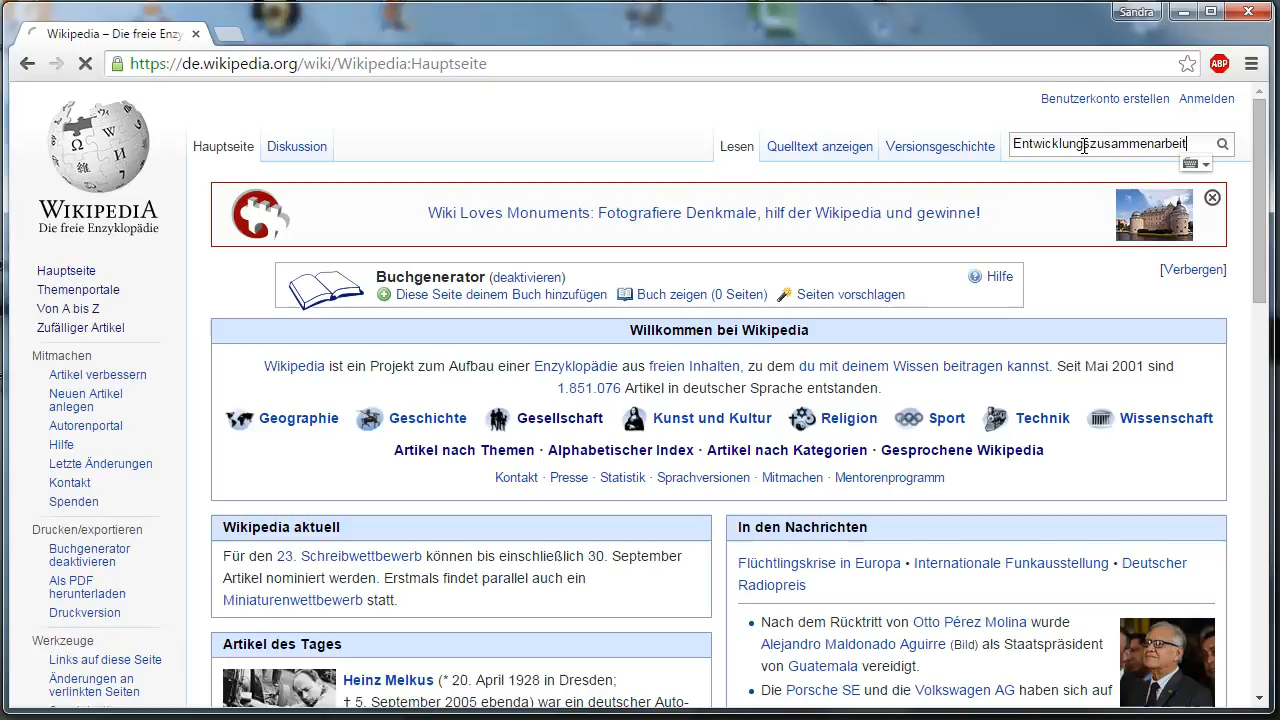 Sandra
Wikipedia – Die freie Enzy
https://de.wikipedia.org/wiki/Wikipedia:Hauptseite
ABP
Benutzerkonto erstellen Anmelden
Hauptseite Diskussion Lesen Quelltext anzeigen Versionsgeschichte Entwicklungszusammenarbeit
WIKIPEDIA
Die freie Enzyklopädie
Hauptseite
Themenportale
Von A bis Z
Zufälliger Artikel
Mitmachen
Artikel verbessern
Neuen Artikel
anlegen
Autorenportal
Hilfe
Letzte Änderungen
Kontakt
Spenden
Drucken/exportieren
Buchgenerator
deaktivieren
Als PDF
herunterladen
Druckversion
Werkzeuge
Links auf diese Seite
Änderungen an
verlinkten Seiten
Wiki Loves Monuments: Fotografiere Denkmale, hilf der Wikipedia und gewinne!
Buchgenerator (deaktivieren) Hilfe
[Verbergen]
Diese Seite deinem Buch hinzufügen Buch zeigen (0 Seiten) Seiten vorschlagen
Willkommen bei Wikipedia
Wikipedia ist ein Projekt zum Aufbau einer Enzyklopädie aus freien Inhalten, zu dem du mit deinem Wissen beitragen kannst. Seit Mai 2001 sind
1.851.076 Artikel in deutscher Sprache entstanden.
Geographie Geschichte Gesellschaft Kunst und Kultur Religion Sport Technik Wissenschaft
Artikel nach Themen · Alphabetischer Index · Artikel nach Kategorien · Gesprochene Wikipedia
Kontakt · Presse · Statistik · Sprachversionen · Mitmachen · Mentorenprogramm
Wikipedia aktuell
Für den 23. Schreibwettbewerb können bis einschließlich 30. September
Artikel nominiert werden. Erstmals findet parallel auch ein
Miniaturenwettbewerb statt.
Artikel des Tages
Heinz Melkus (* 20. April 1928 in Dresden;
† 5. September 2005 ebenda) war ein deutscher Auto-
In den Nachrichten
Flüchtlingskrise in Europa • Internationale Funkausstellung • Deutscher
Radiopreis
• Nach dem Rücktritt von Otto Pérez Molina wurde
Alejandro Maldonado Aguirre (Bild) als Staatspräsident
von Guatemala vereidigt.
• Die Porsche SE und die Volkswagen AG haben sich auf